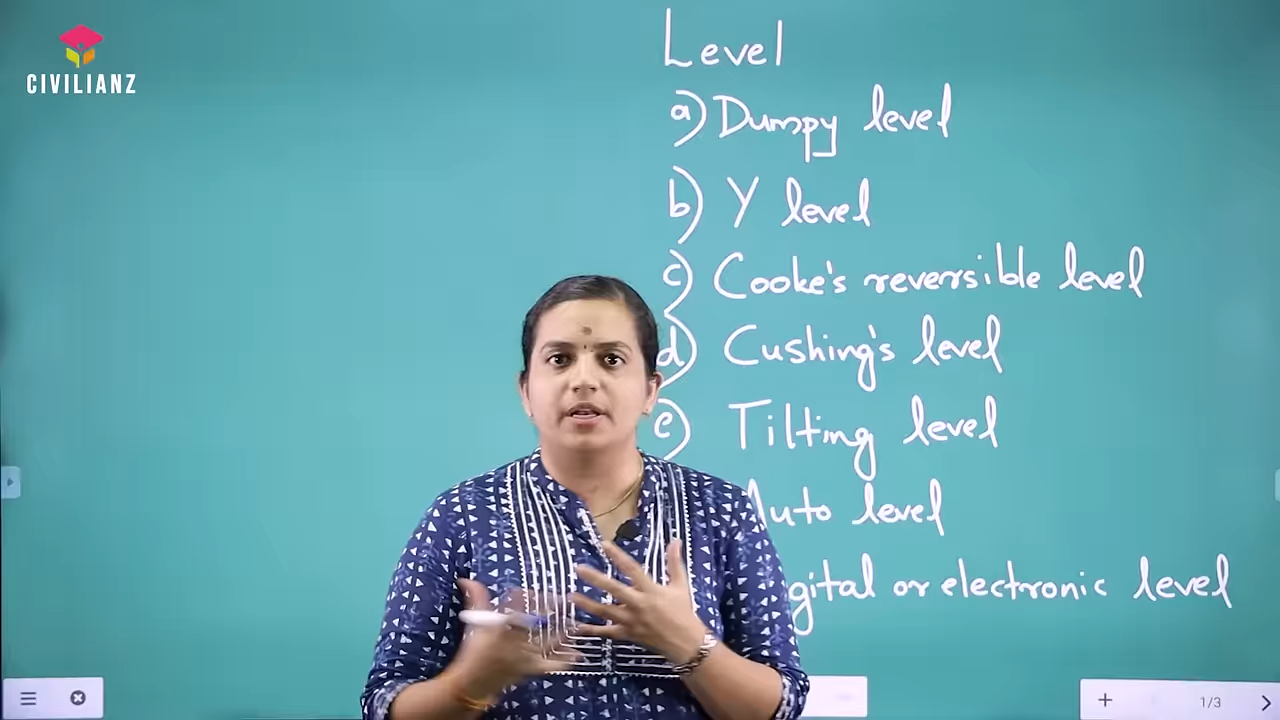 CIVILIANZ
Level
a) Dumpy level
b) Y level
c) Cooke's reversible level
d) Cushing's level
e) Tilting level
Auto level
gital or electronic level
1/3